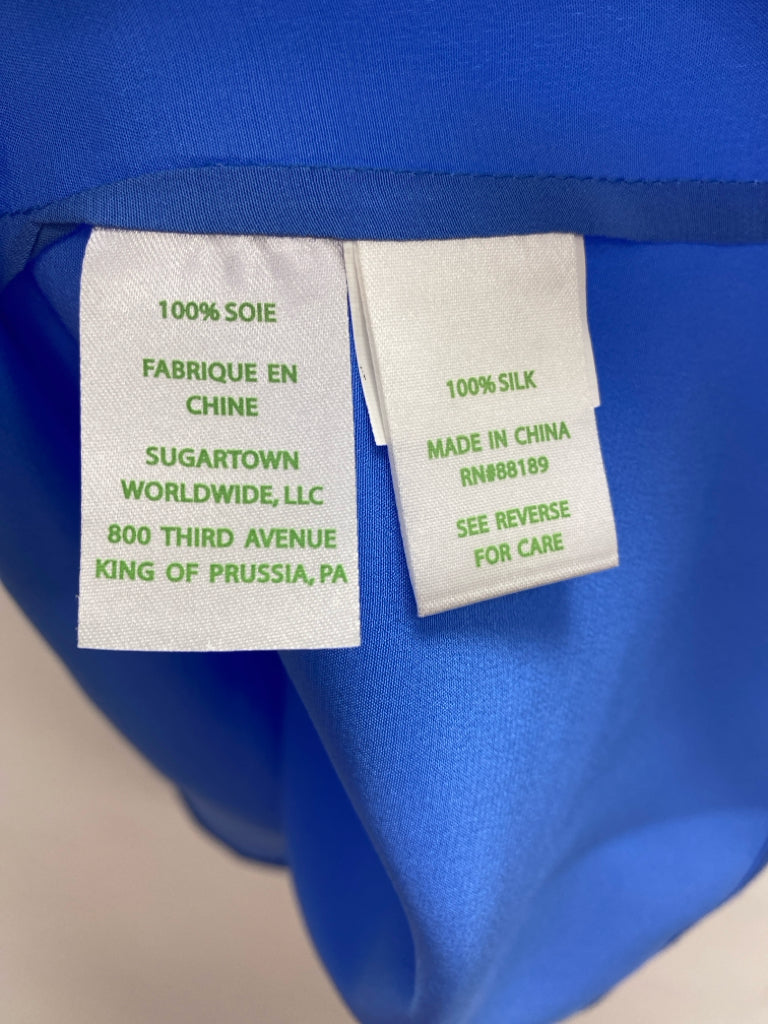 100% SOIE
FABRIQUE EN
CHINE
SUGARTOWN
WORLDWIDE, LLC
800 THIRD AVENUE
KING OF PRUSSIA, PA
100% SILK
MADE IN CHINA
RN#88189
SEE REVERSE
FOR CARE